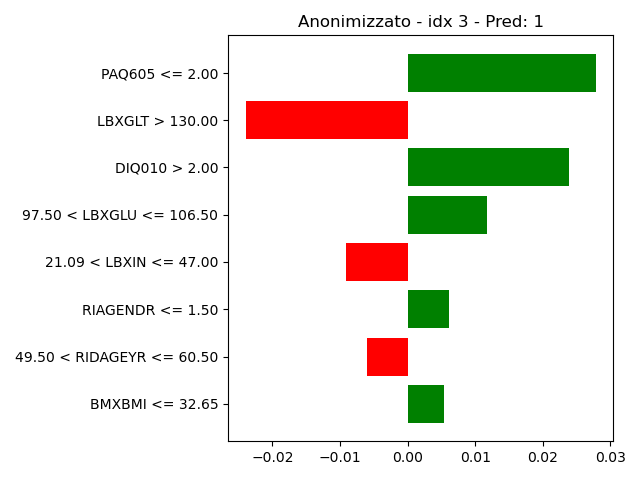 Anonimizzato - idx 3 - Pred: 1
PAQ605 <= 2.00
LBXGLT > 130.00
DIQ010 > 2.00
97.50 < LBXGLU <= 106.50
21.09 < LBXIN <= 47.00
RIAGENDR <= 1.50
49.50 < RIDAGEYR <= 60.50
BMXBMI <= 32.65
−0.02 −0.01 0.00 0.01 0.02 0.03